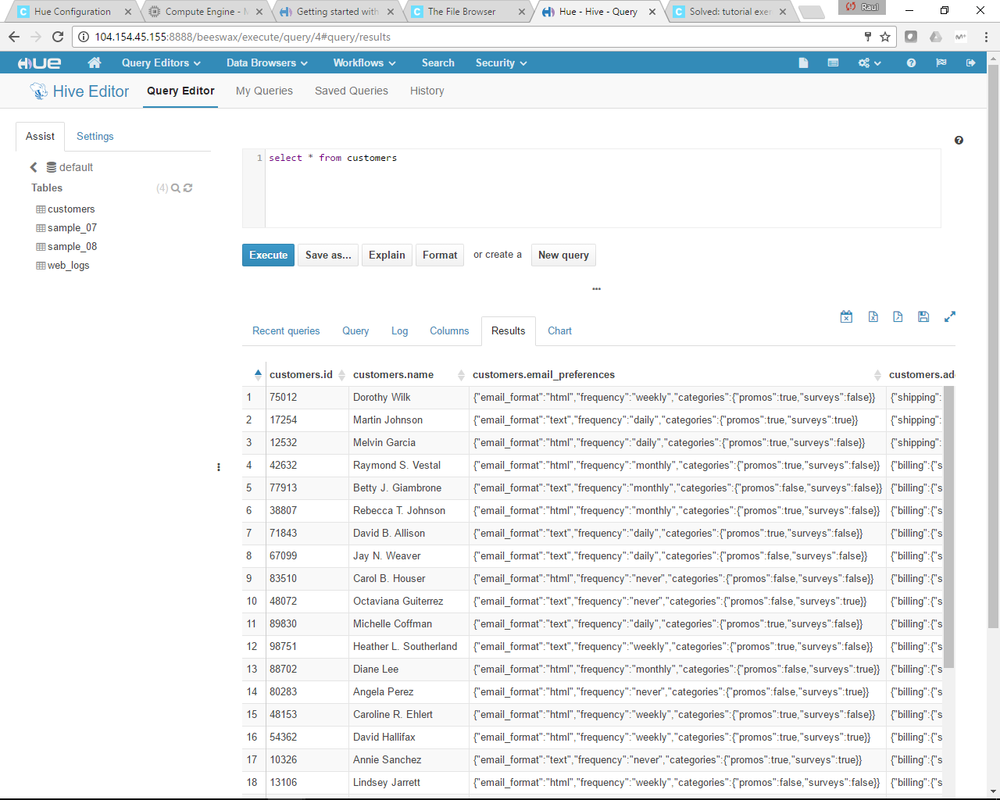 Hue Configuration
Compute Engine - M
Getting started with
The File Browser
Hue - Hive - Query
Solved: tutorial exer
Raul
104.154.45.155:8888/beeswax/execute/query/4#query/results
HUE Query Editors Data Browsers Workflows Search Security
Hive Editor Query Editor My Queries Saved Queries History
Assist Settings
default
Tables (4)
customers
sample_07
sample_08
web_logs
1 select * from customers
Execute Save as... Explain Format or create a New query
Recent queries Query Log Columns Results Chart
customers.id customers.name customers.email_preferences customers.ad
1 75012 Dorothy Wilk {"email_format":"html","frequency":"weekly","categories":{"promos":true,"surveys":false}} {"shipping":
2 17254 Martin Johnson {"email_format":"text","frequency":"daily","categories":{"promos":true,"surveys":true}} {"shipping":
3 12532 Melvin Garcia {"email_format":"html","frequency":"daily","categories":{"promos":true,"surveys":false}} {"shipping":
4 42632 Raymond S. Vestal {"email_format":"html","frequency":"monthly","categories":{"promos":true,"surveys":false}} {"billing":{"s
5 77913 Betty J. Giambrone {"email_format":"text","frequency":"monthly","categories":{"promos":false,"surveys":false}} {"billing":{"s
6 38807 Rebecca T. Johnson {"email_format":"html","frequency":"monthly","categories":{"promos":true,"surveys":false}} {"billing":{"s
7 71843 David B. Allison {"email_format":"text","frequency":"daily","categories":{"promos":true,"surveys":false}} {"billing":{"s
8 67099 Jay N. Weaver {"email_format":"text","frequency":"daily","categories":{"promos":false,"surveys":false}} {"billing":{"s
9 83510 Carol B. Houser {"email_format":"html","frequency":"never","categories":{"promos":false,"surveys":false}} {"billing":{"s
10 48072 Octaviana Guiterrez {"email_format":"text","frequency":"never","categories":{"promos":false,"surveys":true}} {"billing":{"s
11 89830 Michelle Coffman {"email_format":"text","frequency":"daily","categories":{"promos":true,"surveys":false}} {"billing":{"s
12 98751 Heather L. Southerland {"email_format":"text","frequency":"weekly","categories":{"promos":true,"surveys":false}} {"billing":{"s
13 88702 Diane Lee {"email_format":"html","frequency":"monthly","categories":{"promos":false,"surveys":true}} {"billing":{"s
14 80283 Angela Perez {"email_format":"html","frequency":"never","categories":{"promos":false,"surveys":true}} {"billing":{"s
15 48153 Caroline R. Ehlert {"email_format":"html","frequency":"weekly","categories":{"promos":true,"surveys":false}} {"billing":{"s
16 54362 David Hallifax {"email_format":"html","frequency":"weekly","categories":{"promos":true,"surveys":true}} {"billing":{"s
17 10326 Annie Sanchez {"email_format":"text","frequency":"never","categories":{"promos":true,"surveys":true}} {"billing":{"s
18 13106 Lindsey Jarrett {"email_format":"html","frequency":"weekly","categories":{"promos":false,"surveys":false}} {"billing":{"s